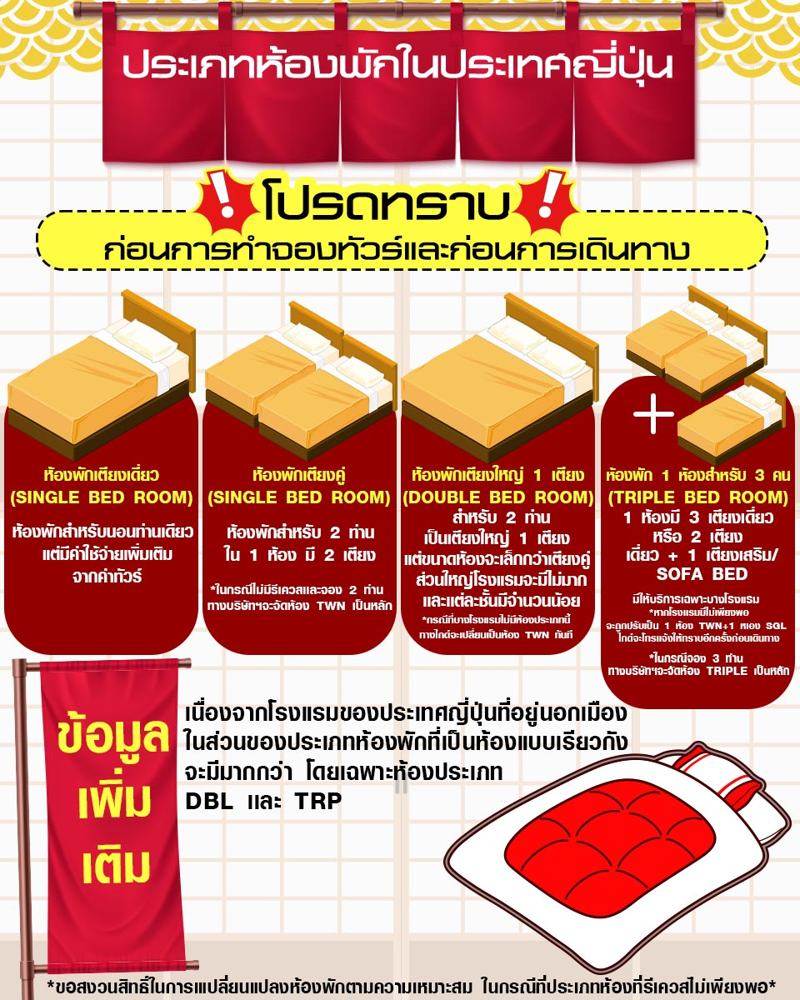 ประเภทห้องพักในประเทศญี่ปุ่น
!โปรดทราบ!
ก่อนการทำจองทัวร์และก่อนการเดินทาง
ห้องพักเตียงเดี่ยว
(SINGLE BED ROOM)
ห้องพักสำหรับนอนท่านเดียว
แต่มีค่าใช้จ่ายเพิ่มเติม
จากค่าทัวร์
ห้องพักเตียงคู่
(SINGLE BED ROOM)
ห้องพักสำหรับ 2 ท่าน
ใน 1 ห้อง มี 2 เตียง
*ในกรณีไม่มีรีเควสและจอง 2 ท่าน
ทางบริษัทฯจะจัดห้อง TWN เป็นหลัก
ห้องพักเตียงใหญ่ 1 เตียง
(DOUBLE BED ROOM)
สำหรับ 2 ท่าน
เป็นเตียงใหญ่ 1 เตียง
แต่ขนาดห้องจะเล็กกว่าเตียงคู่
ส่วนใหญ่โรงแรมจะมีไม่มาก
และแต่ละชั้นมีจำนวนน้อย
*กรณีที่บางโรงแรมไม่มีห้องประเภทนี้
ทางไกด์จะเปลี่ยนเป็นห้อง TWN ทันที
+
ห้องพัก 1 ห้องสำหรับ 3 คน
(TRIPLE BED ROOM)
1 ห้องมี 3 เตียงเดี่ยว
หรือ 2 เตียง
เดี่ยว + 1 เตียงเสริม/
SOFA BED
มีให้บริการเฉพาะบางโรงแรม
*หากโรงแรมมีไม่เพียงพอ
จะถูกปรับเป็น 1 ห้อง TWN+1 หเอง SGL
ไกด์จะโทรแจ้งให้ทราบอีกครั้งก่อนเดินทาง
*ในกรณีจอง 3 ท่าน
ทางบริษัทฯจะจัดห้อง TRIPLE เป็นหลัก
ข้อมูล
เพิ่ม
เติม
เนื่องจากโรงแรมของประเทศญี่ปุ่นที่อยู่นอกเมือง
ในส่วนของประเภทห้องพักที่เป็นห้องแบบเรียวกัง
จะมีมากกว่า โดยเฉพาะห้องประเภท
DBL และ TRP
*ขอสงวนสิทธิ์ในการแเปลี่ยนแปลงห้องพักตามความเหมาะสม ในกรณีที่ประเภทห้องที่รีเควสไม่เพียงพอ*